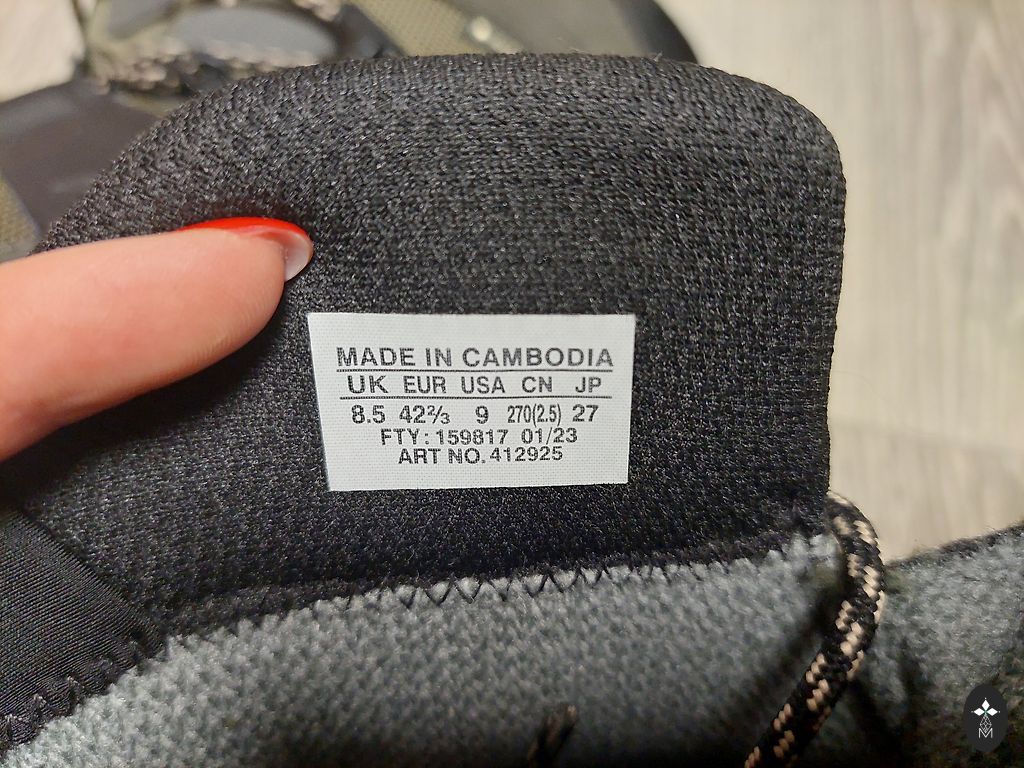 MADE IN CAMBODIA
UK EUR USA CN JP
8.5 42⅔ 9 270(2.5) 27
FTY: 159817 01/23
ART NO. 412925
M